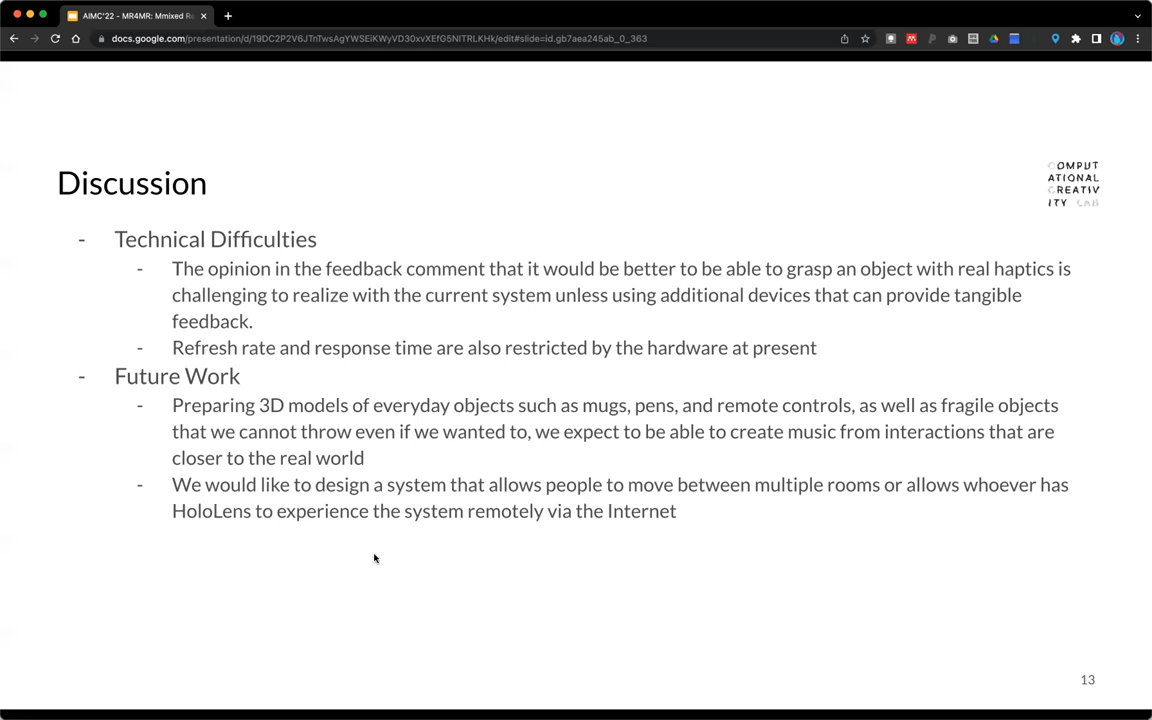 AIMC'22 - MR4MR: Mmixed Re
docs.google.com/presentation/d/19DC2P2V6JTnTwsAgYWSEiKWyVD30xvXEfG5NITRLKHk/edit#slide=id.gb7aea245ab_0_363
Discussion
COMPUT
ATIONAL
CREATIV
ITY LAB
- Technical Difficulties
- The opinion in the feedback comment that it would be better to be able to grasp an object with real haptics is
challenging to realize with the current system unless using additional devices that can provide tangible
feedback.
- Refresh rate and response time are also restricted by the hardware at present
- Future Work
- Preparing 3D models of everyday objects such as mugs, pens, and remote controls, as well as fragile objects
that we cannot throw even if we wanted to, we expect to be able to create music from interactions that are
closer to the real world
- We would like to design a system that allows people to move between multiple rooms or allows whoever has
HoloLens to experience the system remotely via the Internet
13